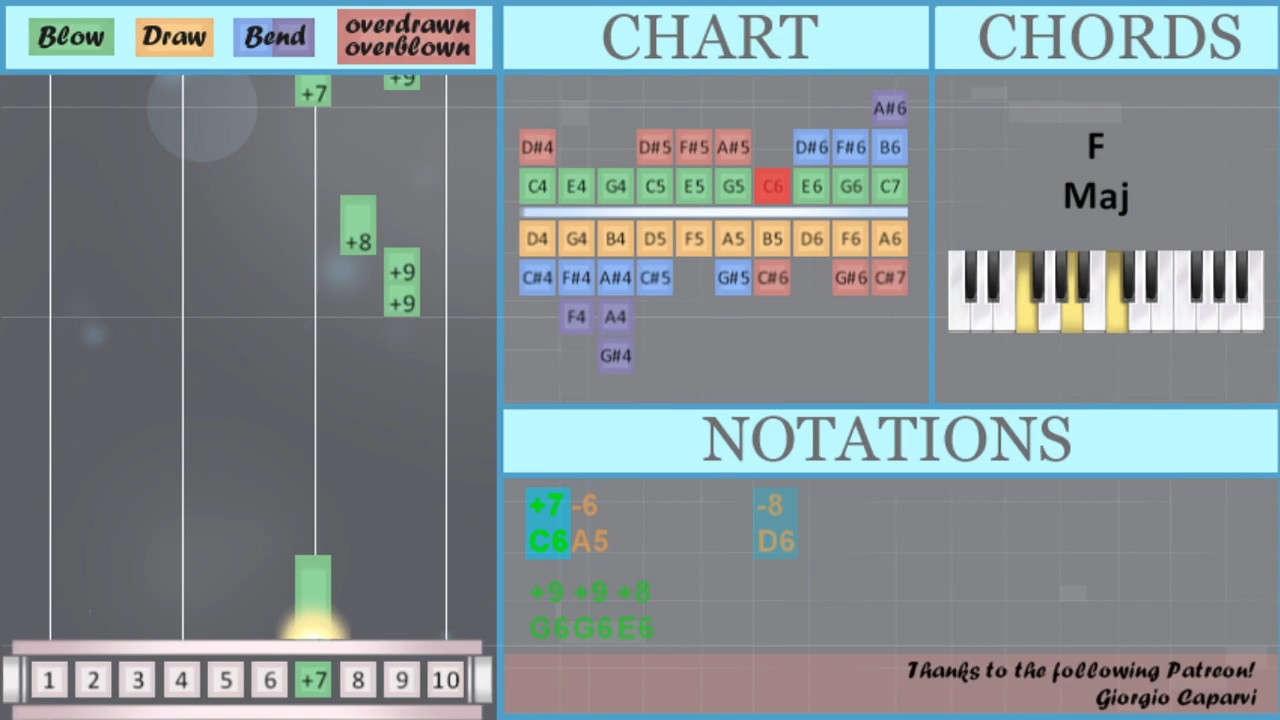 Blow Draw Bend overdrawn
overblown
CHART
CHORDS
+7 +9
+8
+9
+9
1 2 3 4 5 6 +7 8 9 10
A#6
D#4 D#5 F#5 A#5 D#6 F#6 B6
C4 E4 G4 C5 E5 G5 C6 E6 G6 C7
D4 G4 B4 D5 F5 A5 B5 D6 F6 A6
C#4 F#4 A#4 C#5 G#5 C#6 G#6 C#7
F4 A4
G#4
F
Maj
NOTATIONS
+7 -6 -8
C6 A5 D6
+9 +9 +8
G6 G6 E6
Thanks to the following Patreon!
Giorgio Caparvi